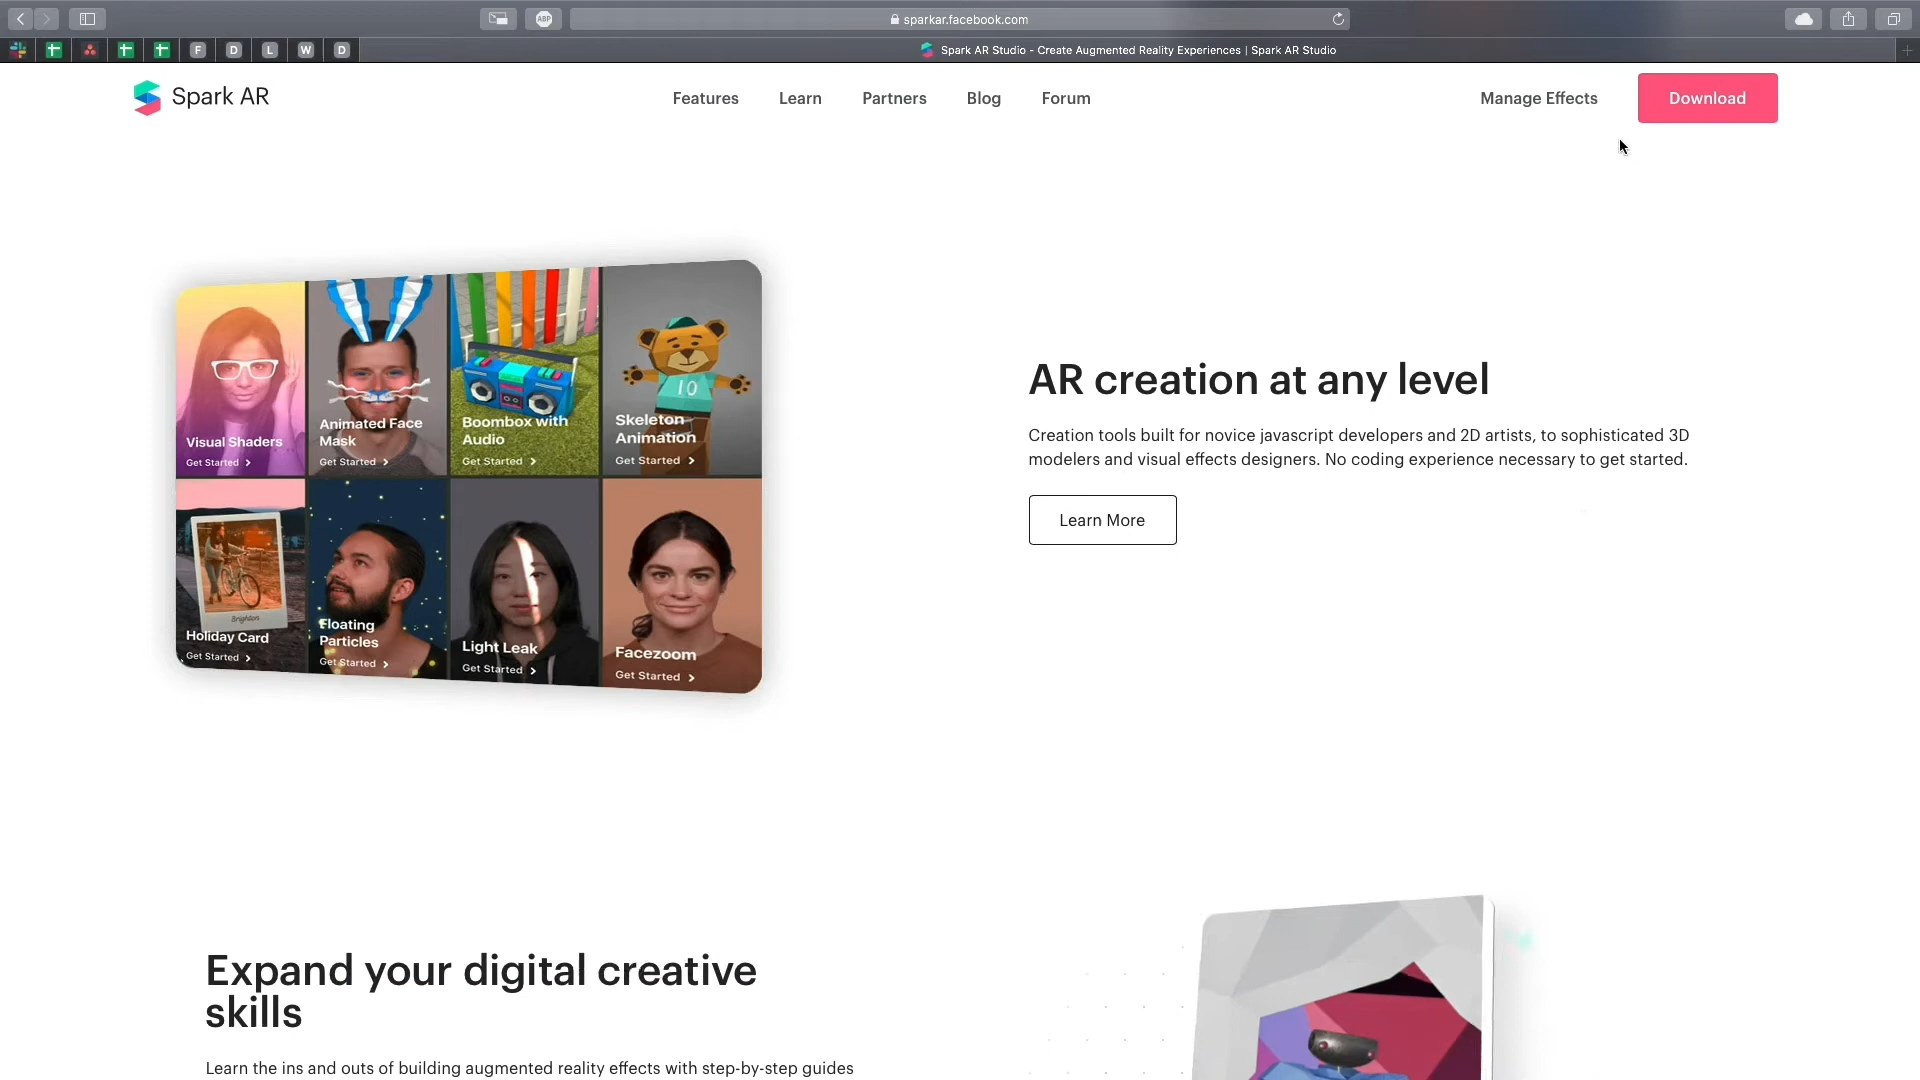 ABP
sparkar.facebook.com
F
D
L
W
D
Spark AR Studio - Create Augmented Reality Experiences | Spark AR Studio
Spark AR
Features
Learn
Partners
Blog
Forum
Manage Effects
Download
Visual Shaders
Get Started
Animated Face
Mask
Get Started
Boombox with
Audio
Get Started
10
Skeleton
Animation
Get Started
Brighton
Holiday Card
Get Started
Floating
Particles
Get Started
Light Leak
Get Started
Facezoom
Get Started
AR creation at any level
Creation tools built for novice javascript developers and 2D artists, to sophisticated 3D
modelers and visual effects designers. No coding experience necessary to get started.
Learn More
Expand your digital creative
skills
Learn the ins and outs of building augmented reality effects with step-by-step guides